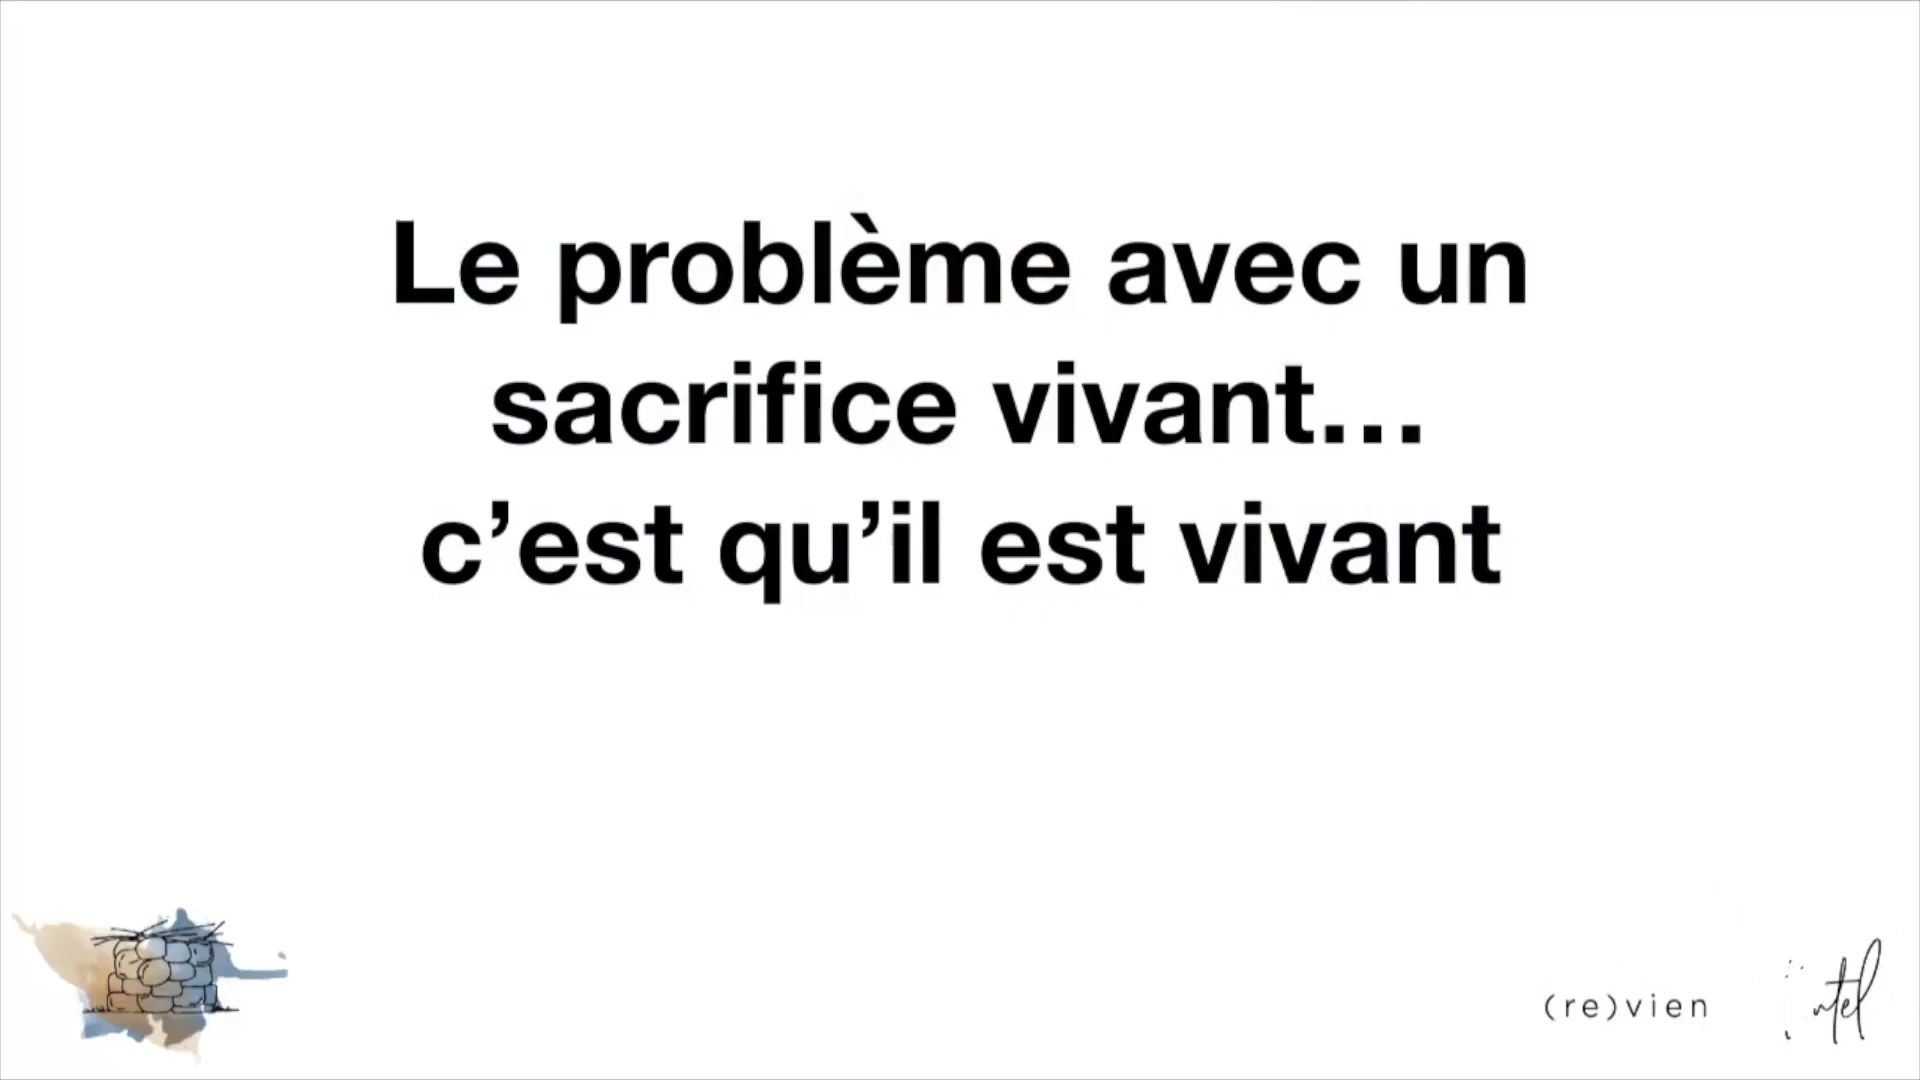 Le problème avec un
sacrifice vivant…
c’est qu’il est vivant
(re)vien